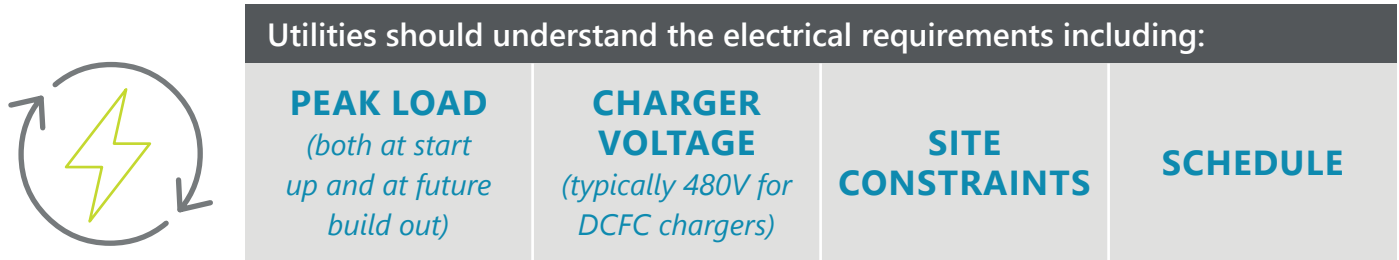 Utilities should understand the electrical requirements including:
PEAK LOAD
(both at start
up and at future
build out)
CHARGER
VOLTAGE
(typically 480V for
DCFC chargers)
SITE
CONSTRAINTS
SCHEDULE